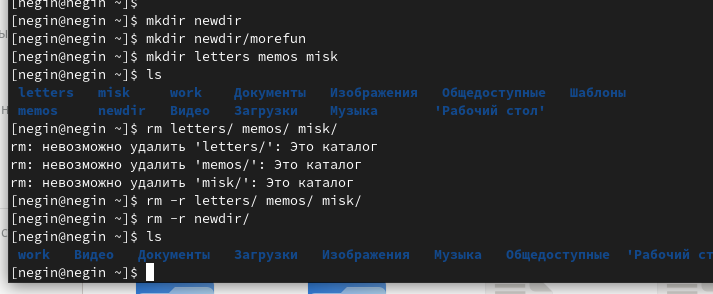 [negin@negin ~]$
[negin@negin ~]$ mkdir newdir
[negin@negin ~]$ mkdir newdir/morefun
[negin@negin ~]$ mkdir letters memos misk
[negin@negin ~]$ ls
letters misk work Документы Изображения Общедоступные Шаблоны
memos newdir Видео Загрузки Музыка 'Рабочий стол'
[negin@negin ~]$ rm letters/ memos/ misk/
rm: невозможно удалить 'letters/': Это каталог
rm: невозможно удалить 'memos/': Это каталог
rm: невозможно удалить 'misk/': Это каталог
[negin@negin ~]$ rm -r letters/ memos/ misk/
[negin@negin ~]$ rm -r newdir/
[negin@negin ~]$ ls
work Видео Документы Загрузки Изображения Музыка Общедоступные 'Рабочий ст
[negin@negin ~]$